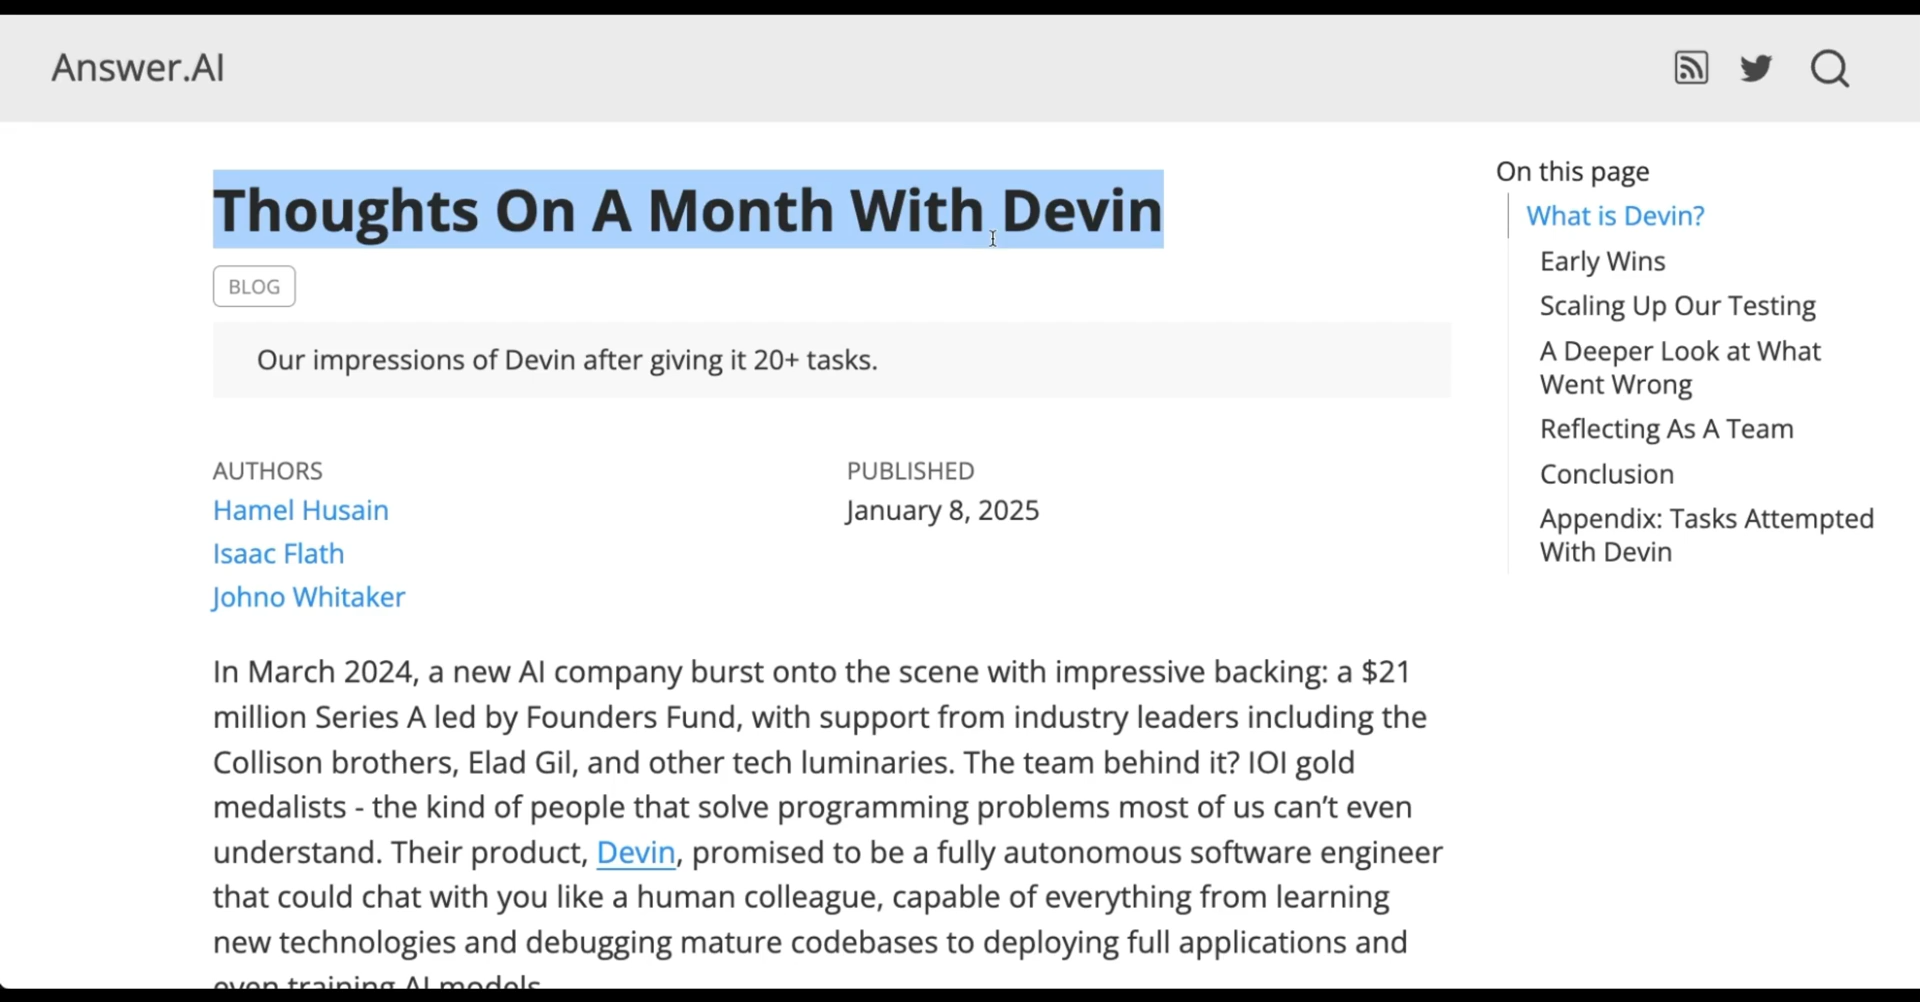 Answer.AI
Thoughts On A Month With Devin
BLOG
Our impressions of Devin after giving it 20+ tasks.
AUTHORS
Hamel Husain
Isaac Flath
Johno Whitaker
PUBLISHED
January 8, 2025
In March 2024, a new AI company burst onto the scene with impressive backing: a $21
million Series A led by Founders Fund, with support from industry leaders including the
Collison brothers, Elad Gil, and other tech luminaries. The team behind it? IOI gold
medalists - the kind of people that solve programming problems most of us can’t even
understand. Their product, Devin, promised to be a fully autonomous software engineer
that could chat with you like a human colleague, capable of everything from learning
new technologies and debugging mature codebases to deploying full applications and
even training AI models.
On this page
What is Devin?
Early Wins
Scaling Up Our Testing
A Deeper Look at What
Went Wrong
Reflecting As A Team
Conclusion
Appendix: Tasks Attempted
With Devin